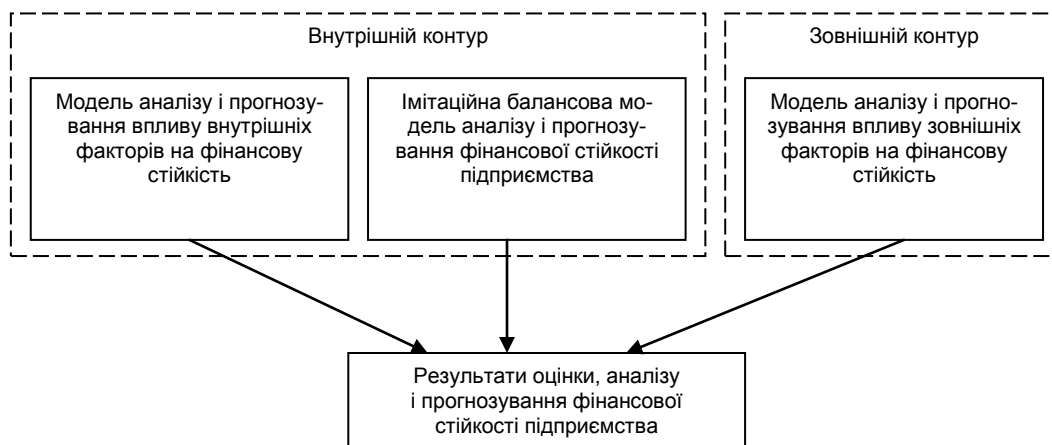 Внутрішній контур
Модель аналізу і прогнозу-
вання впливу внутрішніх
факторів на фінансову
стійкість
Імітаційна балансова мо-
дель аналізу і прогнозу-
вання фінансової стійкості
підприємства
Зовнішній контур
Модель аналізу і прогно-
зування впливу зовнішніх
факторів на фінансову
стійкість
Результати оцінки, аналізу
і прогнозування фінансової
стійкості підприємства